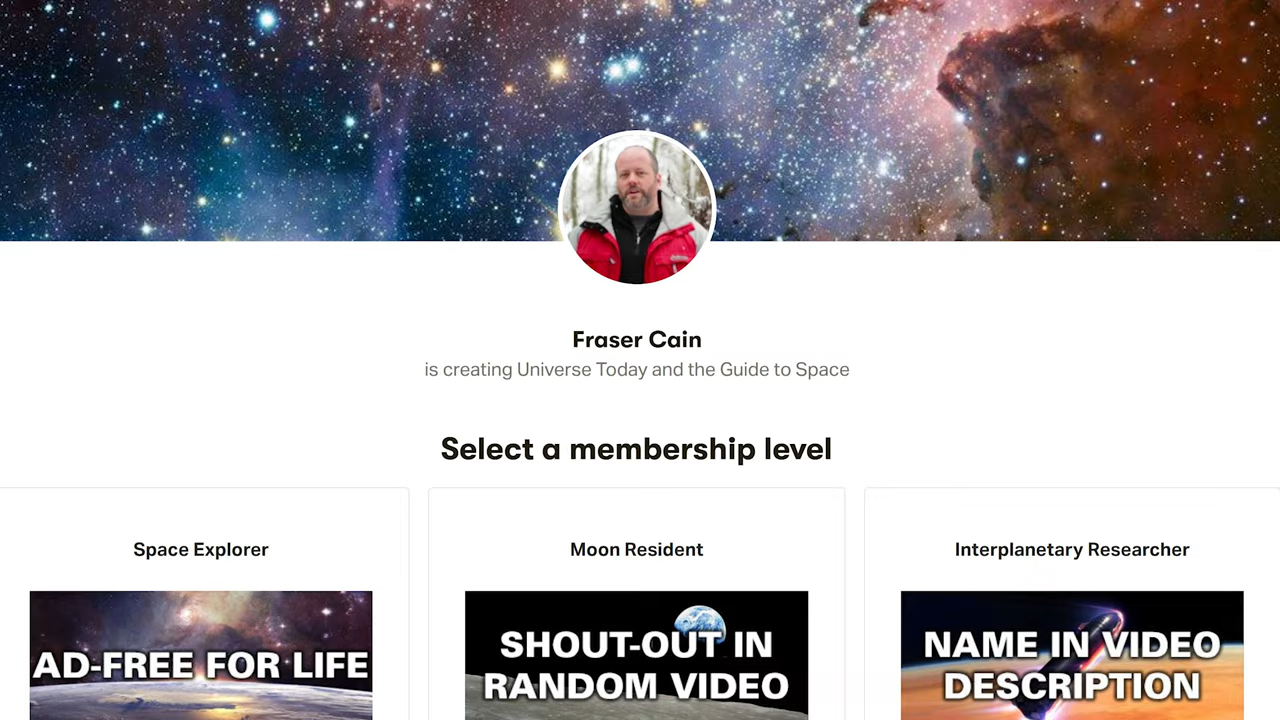 Fraser Cain
is creating Universe Today and the Guide to Space
Select a membership level
Space Explorer
AD-FREE FOR LIFE
Moon Resident
SHOUT-OUT IN
RANDOM VIDEO
Interplanetary Researcher
NAME IN VIDEO
DESCRIPTION